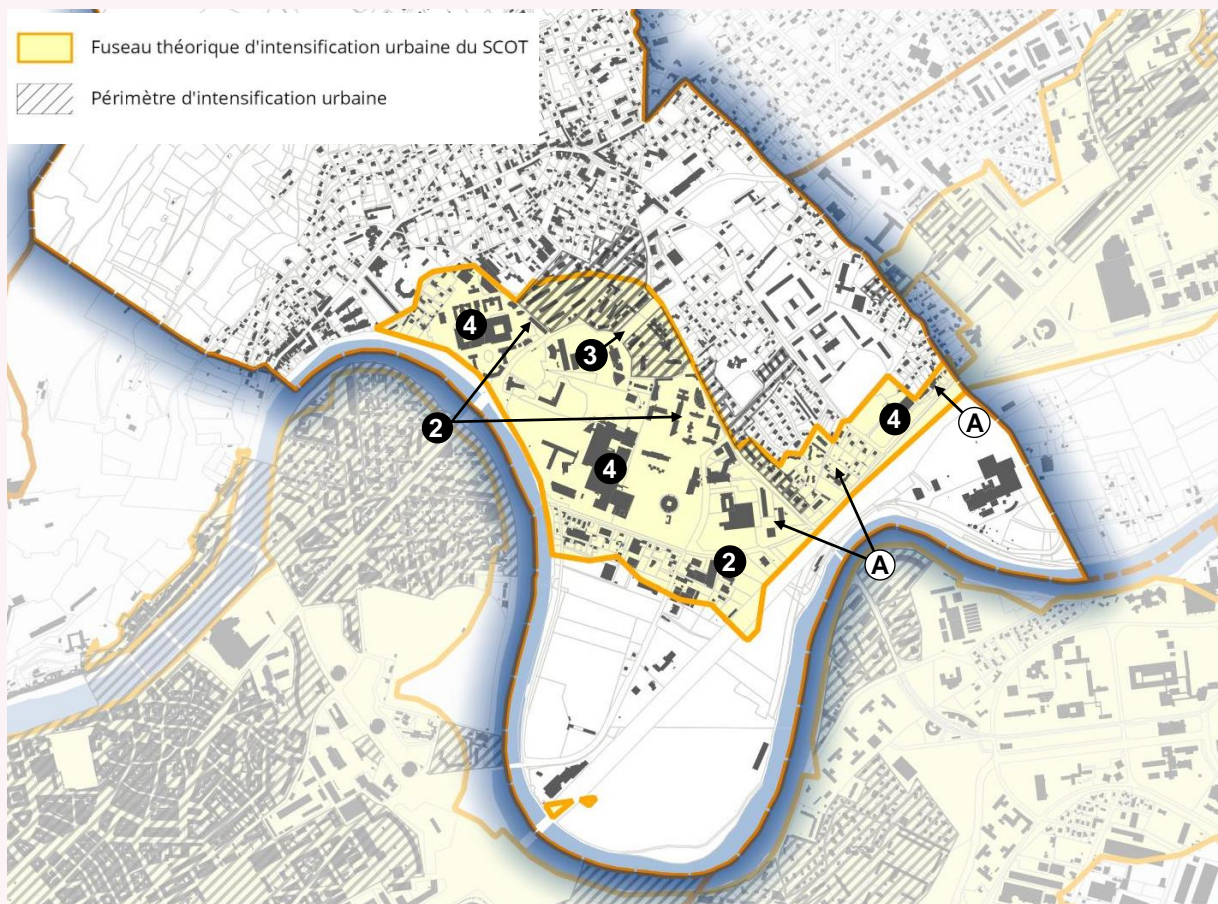 Fuseau théorique d'intensification urbaine du SCOT
Périmètre d'intensification urbaine
4
3
2
4
A
4
A
2